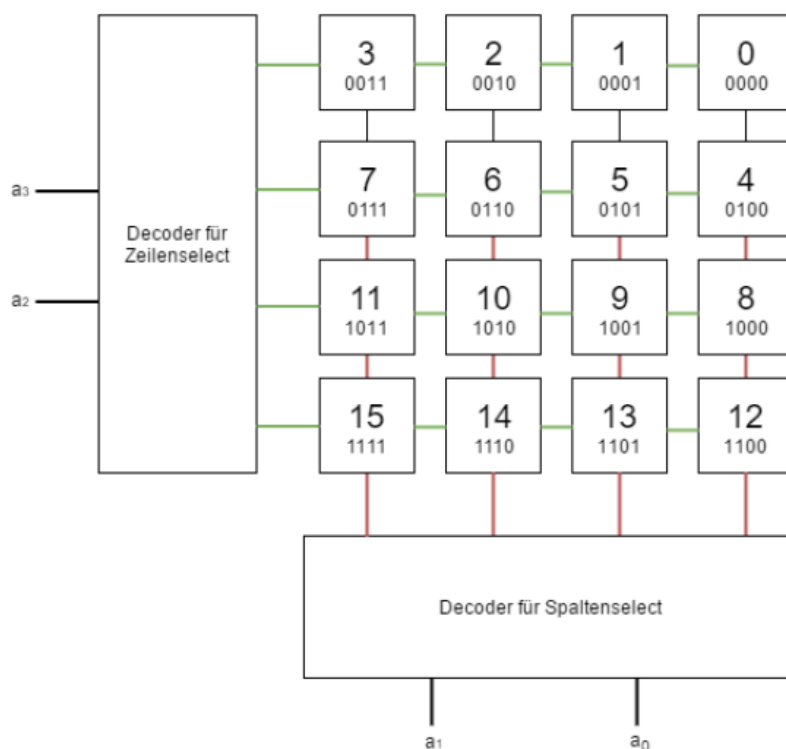 3 2 1 0
0011 0010 0001 0000
7 6 5 4
0111 0110 0101 0100
a3
Decoder für
Zeilenselect
11 10 9 8
1011 1010 1001 1000
a2
15 14 13 12
1111 1110 1101 1100
Decoder für Spaltenselect
a1 a0